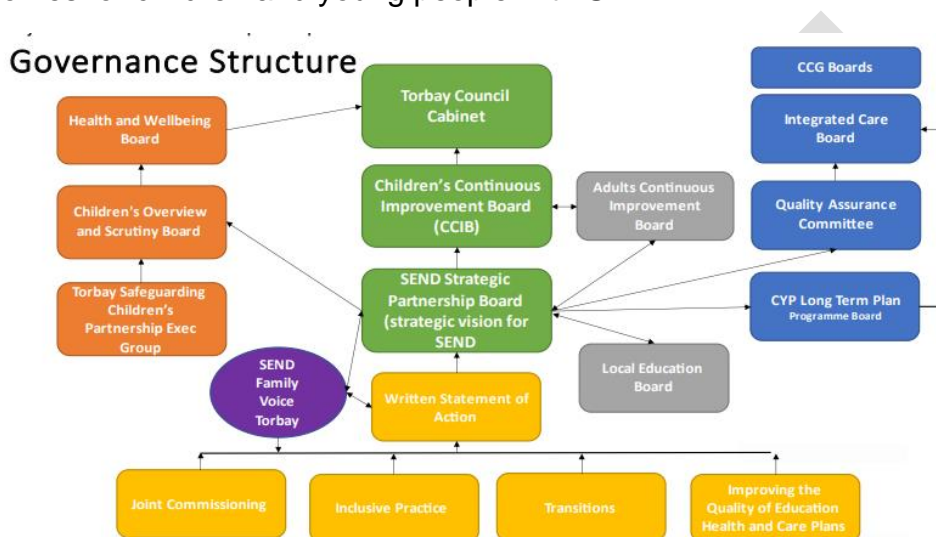 Governance Structure
CCG Boards
Torbay Council
Cabinet
Health and Wellbeing
Board
Integrated Care
Board
Children's Continuous
Improvement Board
(CCIB)
Adults Continuous
Improvement
Board
Children's Overview
and Scrutiny Board
Quality Assurance
Committee
SEND Strategic
Partnership Board
(strategic vision for
SEND
Torbay Safeguarding
Children's
Partnership Exec
Group
CYP Long Term Plan
Programme Board
SEND
Family
Voice
Torbay
Local Education
Board
Written Statement of
Action
Joint Commissioning
Inclusive Practice
Transitions
Improving the
Quality of Education
Health and Care Plans